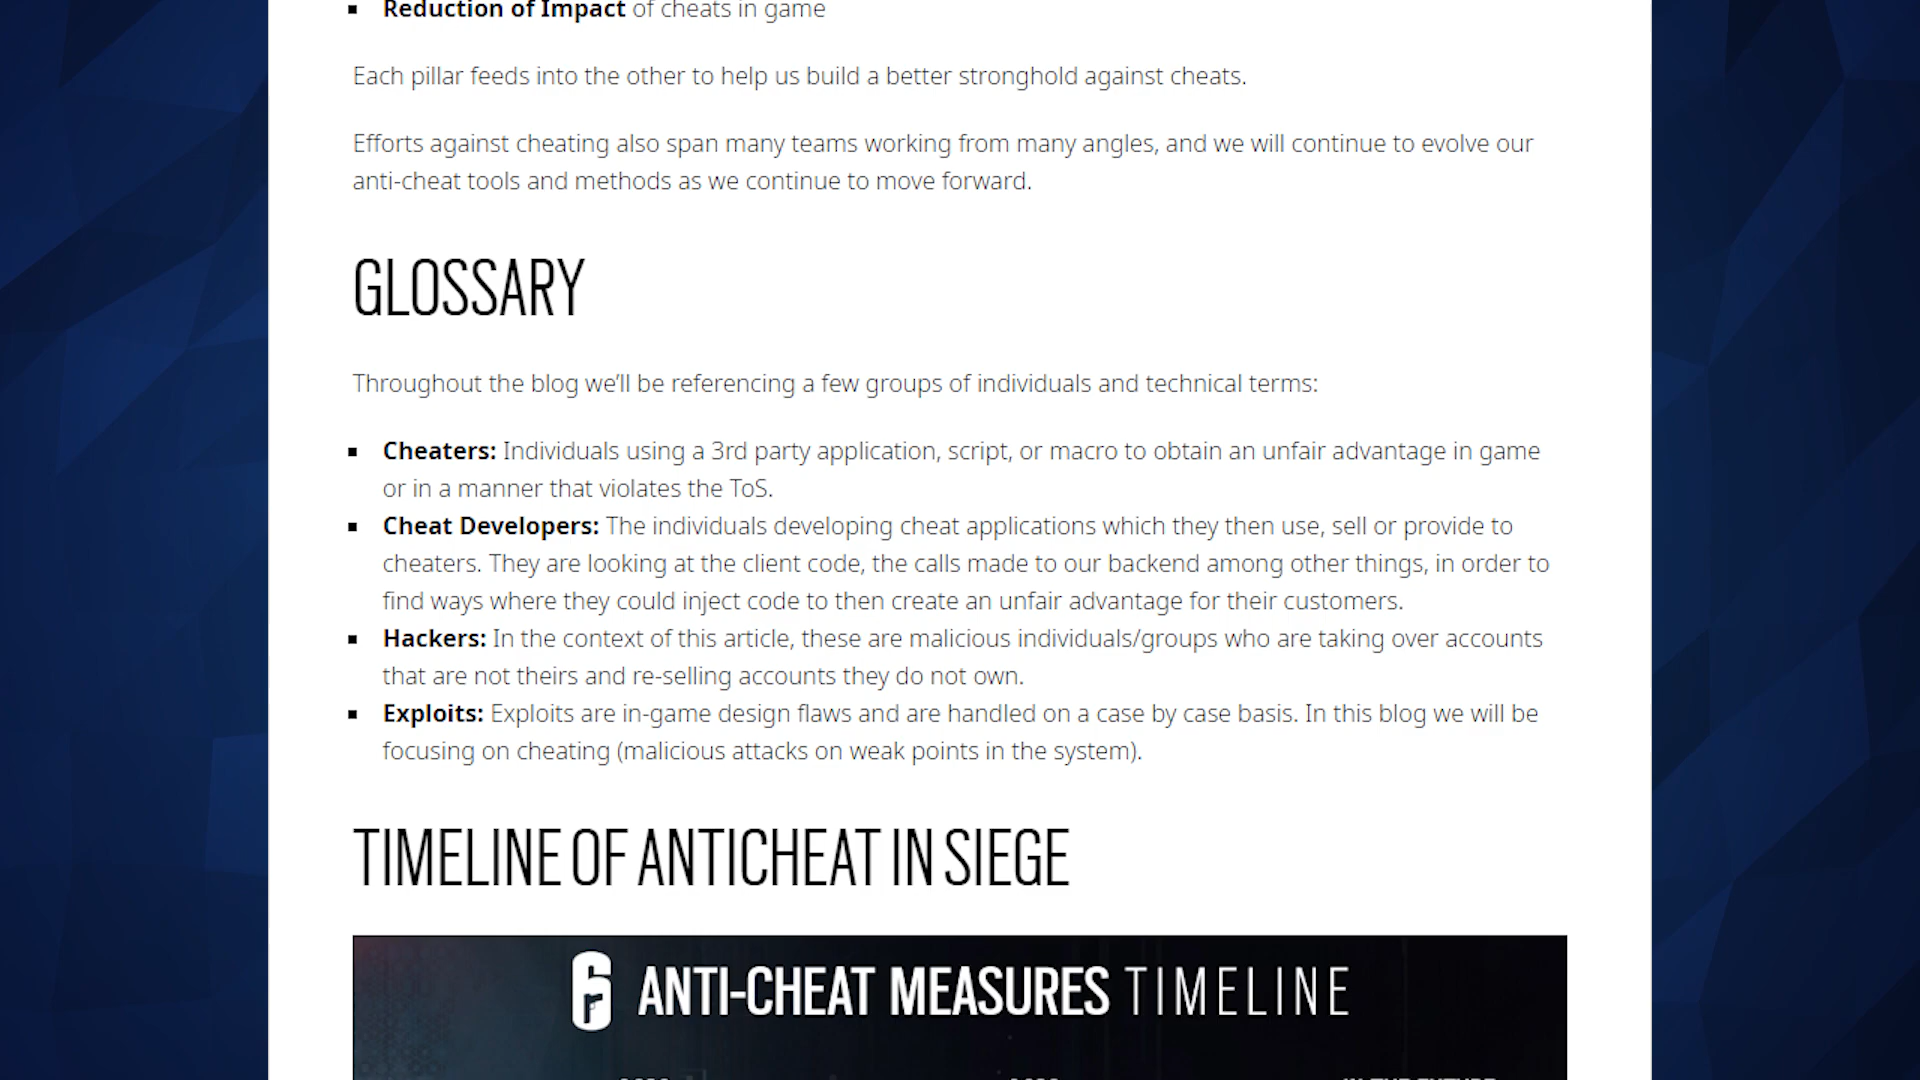 Reduction of Impact of cheats in game
Each pillar feeds into the other to help us build a better stronghold against cheats.
Efforts against cheating also span many teams working from many angles, and we will continue to evolve our
anti-cheat tools and methods as we continue to move forward.
GLOSSARY
Throughout the blog we'll be referencing a few groups of individuals and technical terms:
Cheaters: Individuals using a 3rd party application, script, or macro to obtain an unfair advantage in game
or in a manner that violates the ToS.
Cheat Developers: The individuals developing cheat applications which they then use, sell or provide to
cheaters. They are looking at the client code, the calls made to our backend among other things, in order to
find ways where they could inject code to then create an unfair advantage for their customers.
Hackers: In the context of this article, these are malicious individuals/groups who are taking over accounts
that are not theirs and re-selling accounts they do not own.
Exploits: Exploits are in-game design flaws and are handled on a case by case basis. In this blog we will be
focusing on cheating (malicious attacks on weak points in the system).
TIMELINE OF ANTICHEAT IN SIEGE
ANTI-CHEAT MEASURES TIMELINE